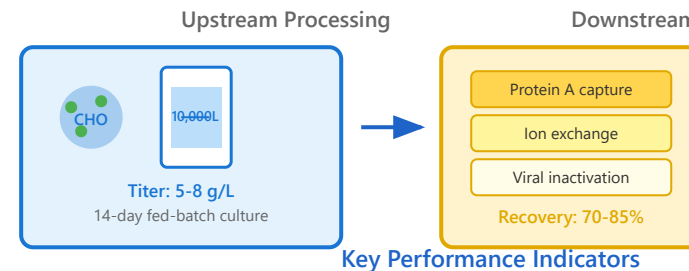 Upstream Processing
Downstream
CHO
10,000L
Titer: 5-8 g/L
14-day fed-batch culture
Protein A capture
Ion exchange
Viral inactivation
Recovery: 70-85%
Key Performance Indicators